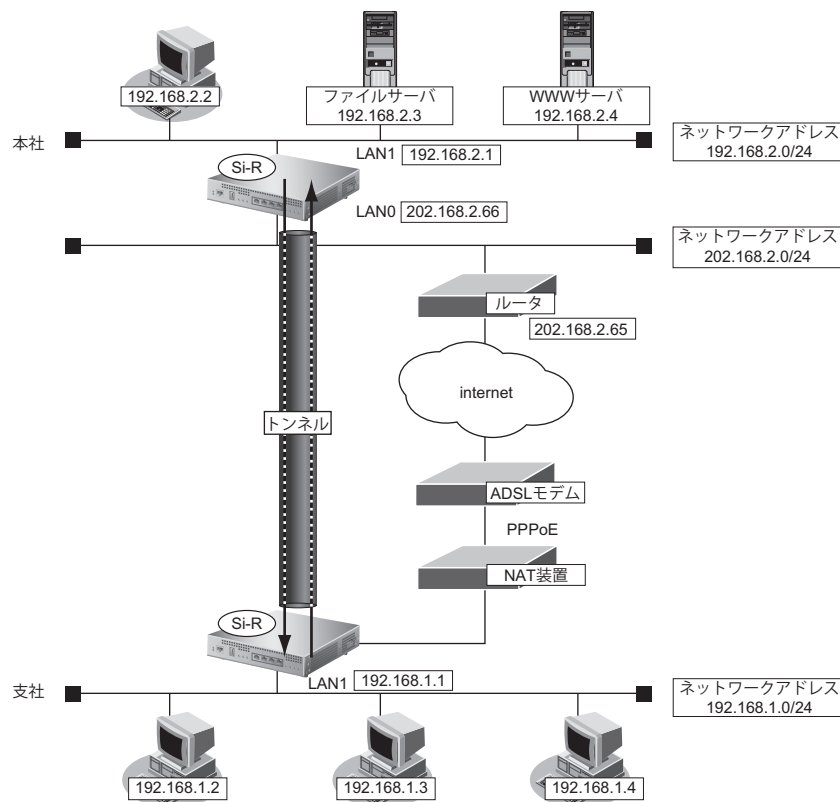 192.168.2.2
ファイルサーバ
192.168.2.3
WWWサーバ
192.168.2.4
本社
LAN1 192.168.2.1
ネットワークアドレス
192.168.2.0/24
Si-R
LAN0 202.168.2.66
ネットワークアドレス
202.168.2.0/24
ルータ
202.168.2.65
internet
トンネル
ADSLモデム
PPPoE
NAT装置
Si-R
LAN1 192.168.1.1
支社
ネットワークアドレス
192.168.1.0/24
192.168.1.2
192.168.1.3
192.168.1.4